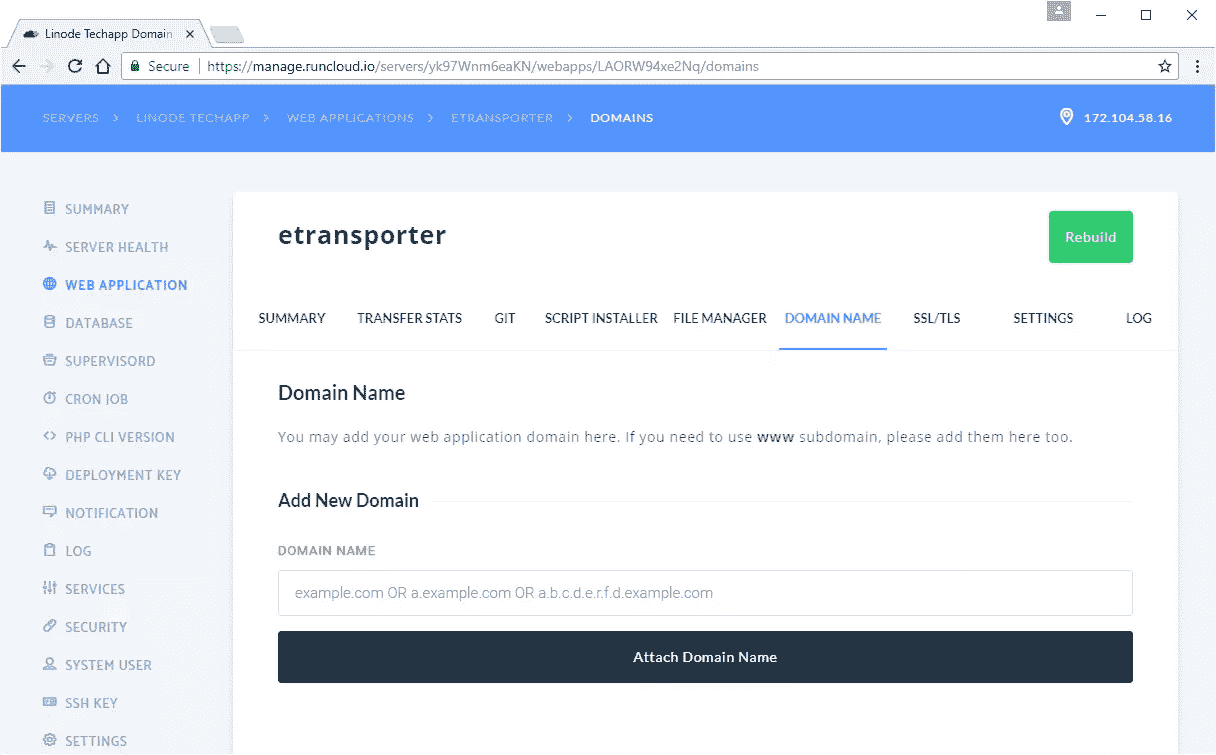 Linode Techapp Domain
Secure https://manage.runcloud.io/servers/yk97Wnm6eaKN/webapps/LAORW94xe2Nq/domains
SERVERS > LINODE TECHAPP > WEB APPLICATIONS > ETRANSPORTER > DOMAINS 172.104.58.16
SUMMARY
SERVER HEALTH
WEB APPLICATION
DATABASE
SUPERVISORD
CRON JOB
PHP CLI VERSION
DEPLOYMENT KEY
NOTIFICATION
LOG
SERVICES
SECURITY
SYSTEM USER
SSH KEY
SETTINGS
etransporter
Rebuild
SUMMARY TRANSFER STATS GIT SCRIPT INSTALLER FILE MANAGER DOMAIN NAME SSL/TLS SETTINGS LOG
Domain Name
You may add your web application domain here. If you need to use www subdomain, please add them here too.
Add New Domain
DOMAIN NAME
example.com OR a.example.com OR a.b.c.d.e.r.f.d.example.com
Attach Domain Name